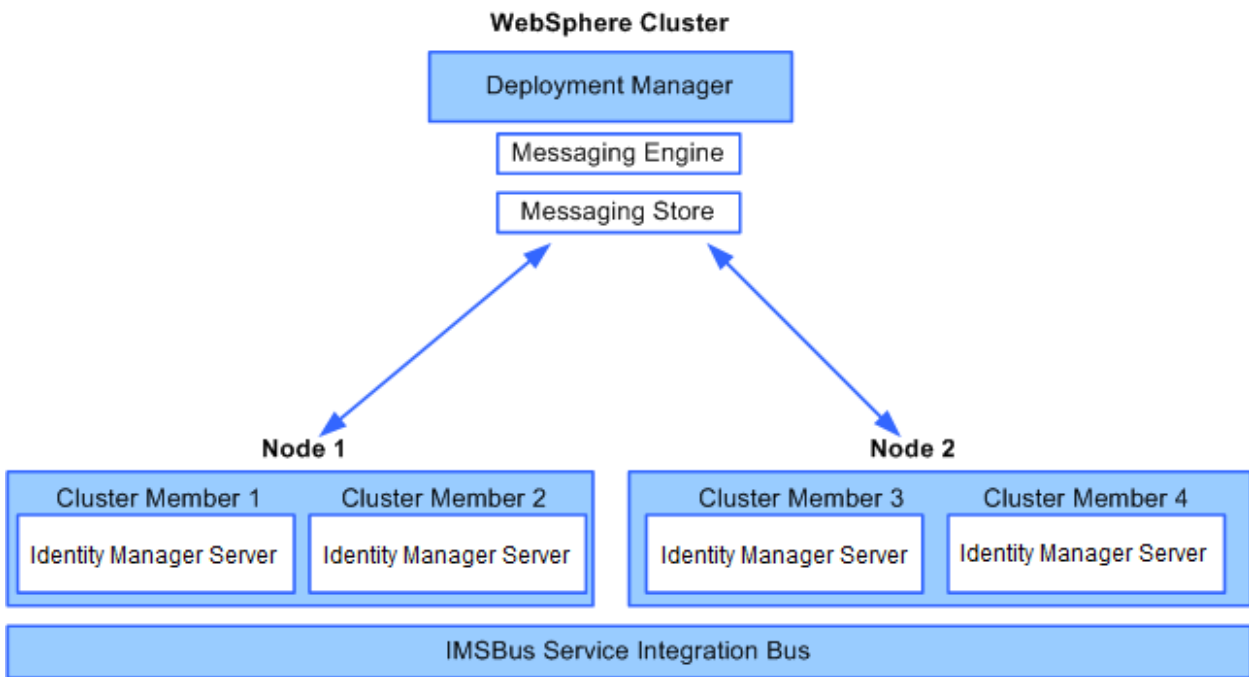 WebSphere Cluster
Deployment Manager
Messaging Engine
Messaging Store
Node 1
Node 2
Cluster Member 1
Cluster Member 2
Cluster Member 3
Cluster Member 4
Identity Manager Server
Identity Manager Server
Identity Manager Server
Identity Manager Server
IMSBus Service Integration Bus